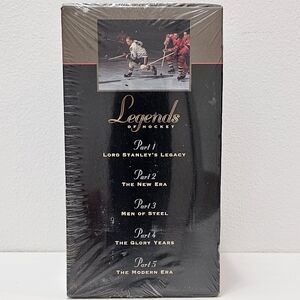 Legends
OF HOCKEY
Part 1
LORD STANLEY'S LEGACY
Part 2
THE NEW ERA
Part 3
MEN OF STEEL
Part 4
THE GLORY YEARS
Part 5
THE MODERN ERA